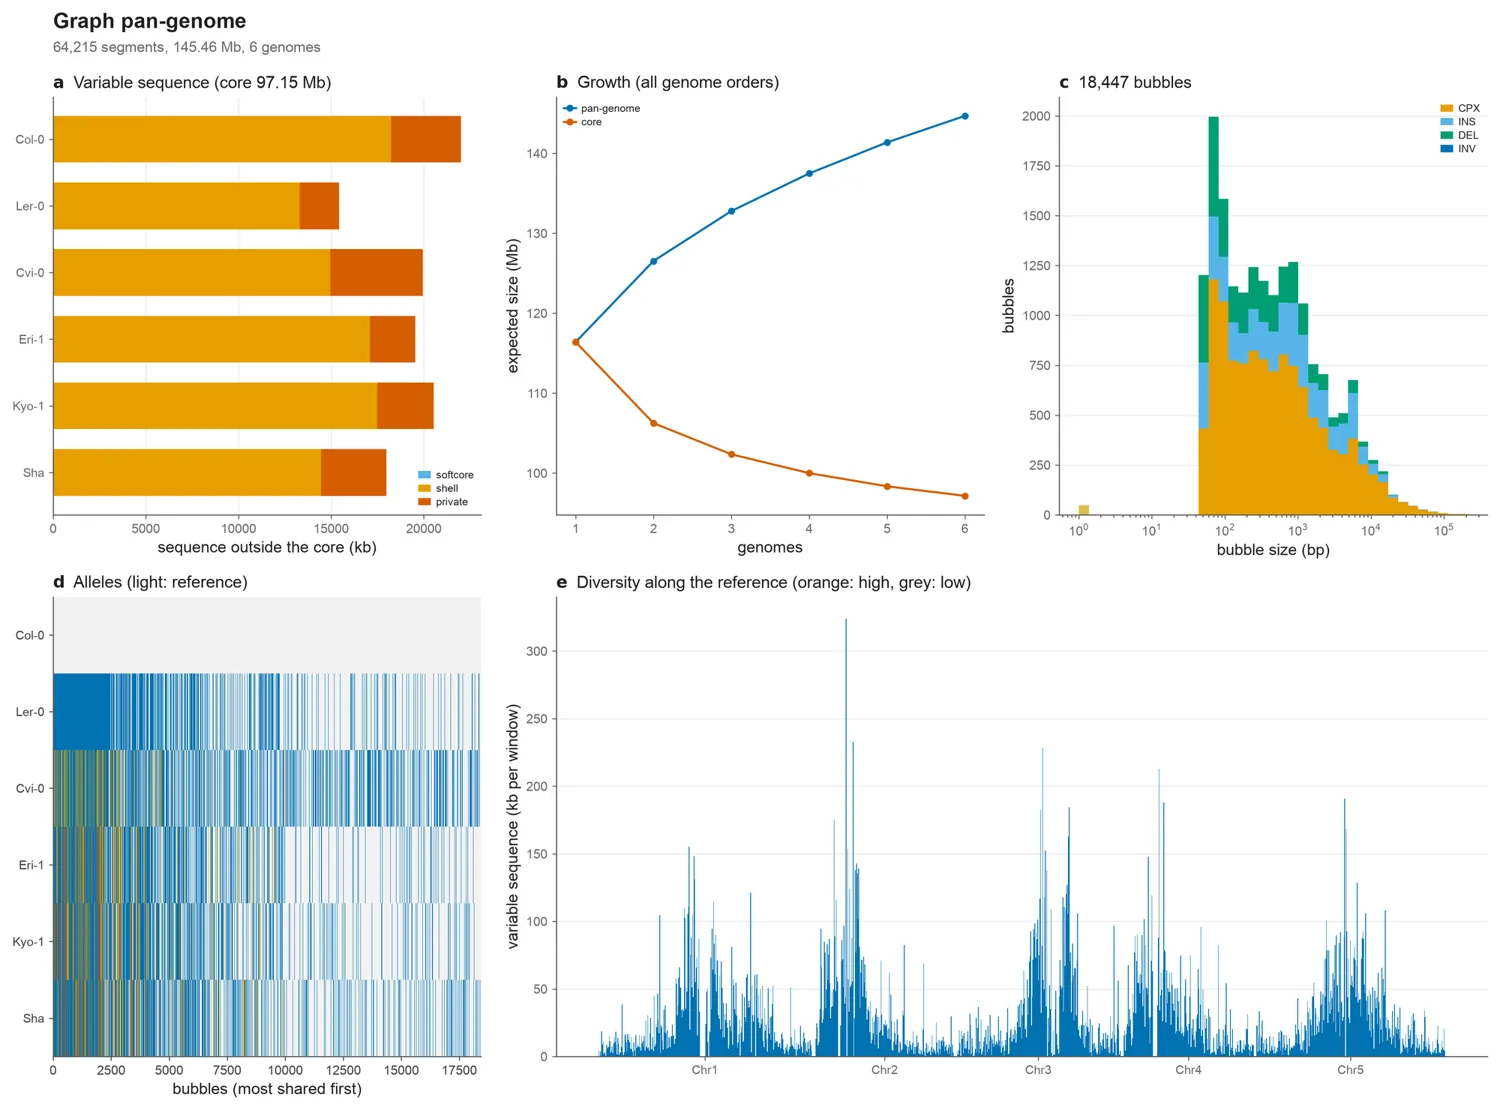 Graph pan-genome
64,215 segments, 145.46 Mb, 6 genomes
a Variable sequence (core 97.15 Mb)
Col-0
Ler-0
Cvi-0
Eri-1
Kyo-1
Sha
softcore
shell
private
0 5000 10000 15000 20000
sequence outside the core (kb)
b Growth (all genome orders)
pan-genome
core
expected size (Mb)
140
130
120
110
100
1 2 3 4 5 6
genomes
c 18,447 bubbles
CPX
INS
DEL
INV
bubbles
2000
1750
1500
1250
1000
750
500
250
0
10⁰ 10¹ 10² 10³ 10⁴ 10⁵
bubble size (bp)
d Alleles (light: reference)
Col-0
Ler-0
Cvi-0
Eri-1
Kyo-1
Sha
0 2500 5000 7500 10000 12500 15000 17500
bubbles (most shared first)
e Diversity along the reference (orange: high, grey: low)
variable sequence (kb per window)
300
250
200
150
100
50
0
Chr1 Chr2 Chr3 Chr4 Chr5